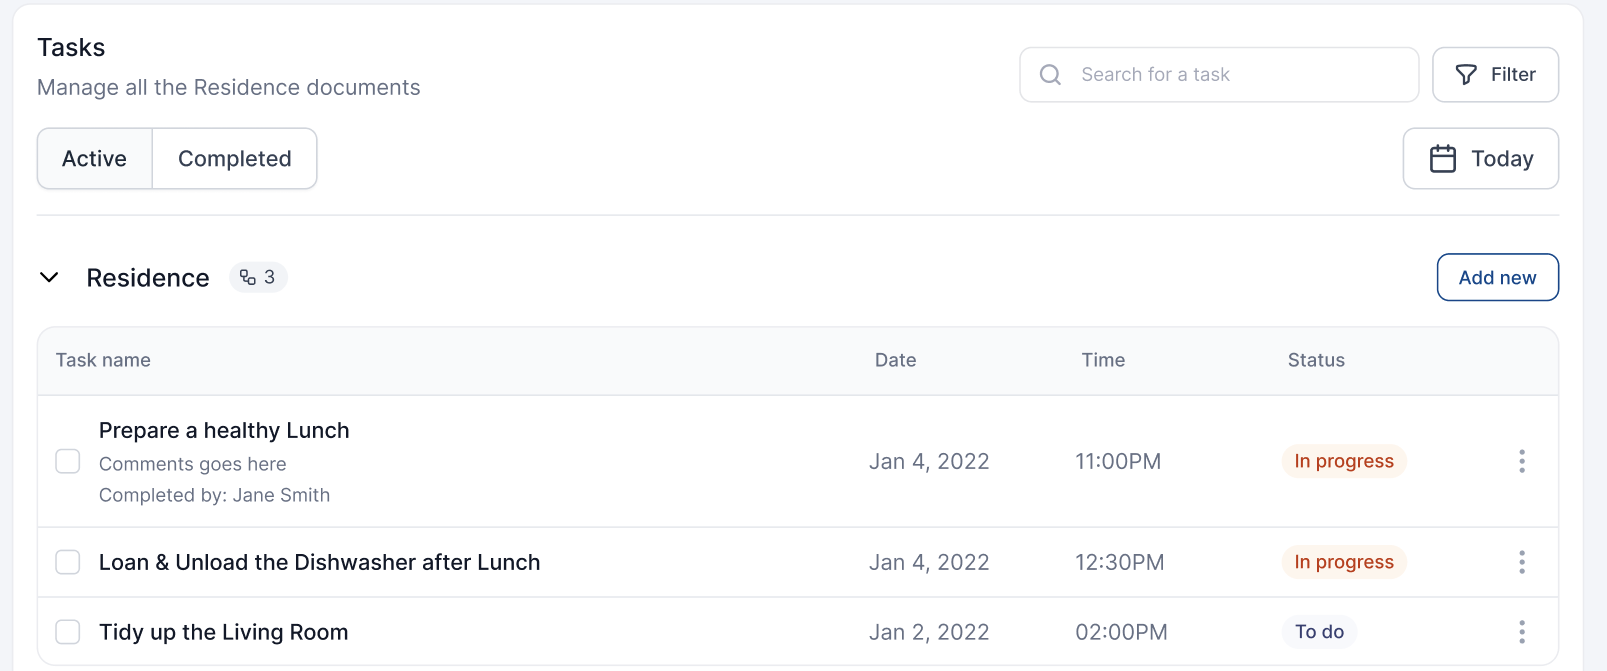 Tasks
Manage all the Residence documents
Search for a task
Filter
Active
Completed
Today
Residence
3
Add new
Task name Date Time Status
Prepare a healthy Lunch
Comments goes here
Completed by: Jane Smith
Jan 4, 2022 11:00PM In progress
Loan & Unload the Dishwasher after Lunch Jan 4, 2022 12:30PM In progress
Tidy up the Living Room Jan 2, 2022 02:00PM To do